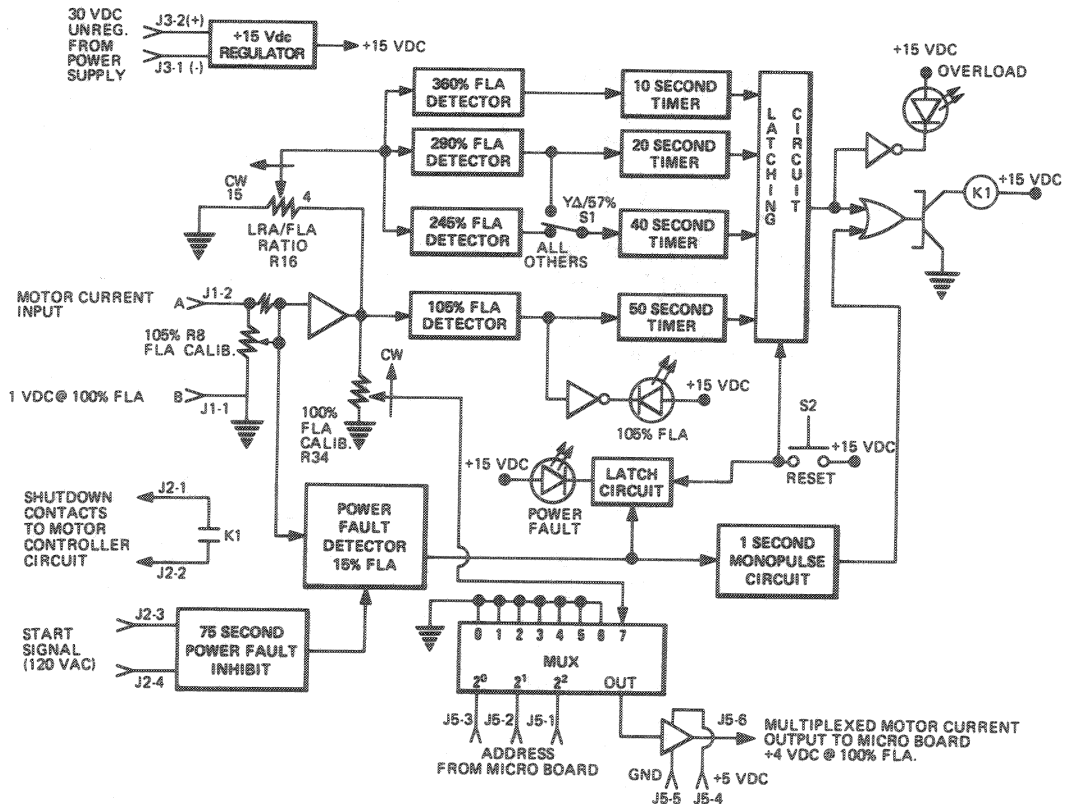 30 VDC
UNREG.
FROM
POWER
SUPPLY
J3-2(+)
J3-1 (-)
+15 Vdc
REGULATOR
+15 VDC
360% FLA
DETECTOR
10 SECOND
TIMER
290% FLA
DETECTOR
20 SECOND
TIMER
245% FLA
DETECTOR
YΔ/57%
S1
ALL
OTHERS
40 SECOND
TIMER
LATCHING
CIRCUIT
+15 VDC
OVERLOAD
K1
+15 VDC
CW
15
4
LRA/FLA
RATIO
R16
MOTOR CURRENT
INPUT
A
J1-2
105% R8
FLA CALIB.
1 VDC@ 100% FLA
B
J1-1
105% FLA
DETECTOR
50 SECOND
TIMER
CW
100%
FLA
CALIB.
R34
+15 VDC
105% FLA
S2
+15 VDC
RESET
+15 VDC
POWER
FAULT
LATCH
CIRCUIT
SHUTDOWN
CONTACTS
TO MOTOR
CONTROLLER
CIRCUIT
J2-1
K1
J2-2
POWER
FAULT
DETECTOR
15% FLA
1 SECOND
MONOPULSE
CIRCUIT
START
SIGNAL
(120 VAC)
J2-3
J2-4
75 SECOND
POWER FAULT
INHIBIT
0 1 2 3 4 5 6 7
MUX
2⁰ 2¹ 2² OUT
J5-3 J5-2 J5-1
ADDRESS
FROM MICRO BOARD
J5-6
MULTIPLEXED MOTOR CURRENT
OUTPUT TO MICRO BOARD
+4 VDC @ 100% FLA.
GND
+5 VDC
J5-5 J5-4